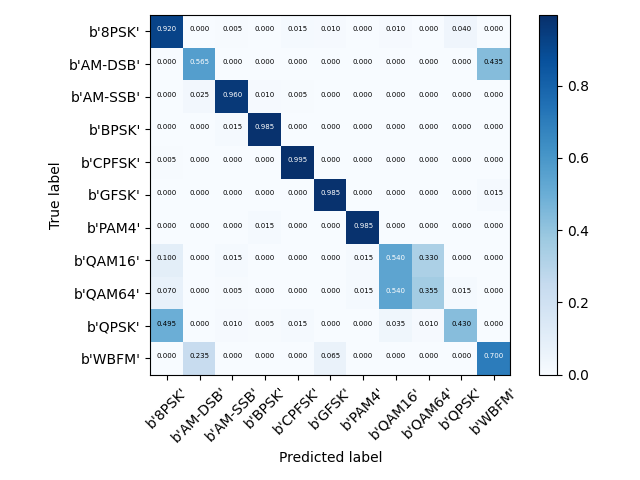 b'8PSK' 0.920 0.000 0.005 0.000 0.015 0.010 0.000 0.010 0.000 0.040 0.000
b'AM-DSB' 0.000 0.565 0.000 0.000 0.000 0.000 0.000 0.000 0.000 0.000 0.435
b'AM-SSB' 0.000 0.025 0.960 0.010 0.005 0.000 0.000 0.000 0.000 0.000 0.000
b'BPSK' 0.000 0.000 0.015 0.985 0.000 0.000 0.000 0.000 0.000 0.000 0.000
b'CPFSK' 0.005 0.000 0.000 0.000 0.995 0.000 0.000 0.000 0.000 0.000 0.000
b'GFSK' 0.000 0.000 0.000 0.000 0.000 0.985 0.000 0.000 0.000 0.000 0.015
b'PAM4' 0.000 0.000 0.000 0.015 0.000 0.000 0.985 0.000 0.000 0.000 0.000
b'QAM16' 0.100 0.000 0.015 0.000 0.000 0.000 0.015 0.540 0.330 0.000 0.000
b'QAM64' 0.070 0.000 0.005 0.000 0.000 0.000 0.015 0.540 0.355 0.015 0.000
b'QPSK' 0.495 0.000 0.010 0.005 0.015 0.000 0.000 0.035 0.010 0.430 0.000
b'WBFM' 0.000 0.235 0.000 0.000 0.000 0.065 0.000 0.000 0.000 0.000 0.700
True label
b'8PSK' b'AM-DSB' b'AM-SSB' b'BPSK' b'CPFSK' b'GFSK' b'PAM4' b'QAM16' b'QAM64' b'QPSK' b'WBFM'
Predicted label
0.8
0.6
0.4
0.2
0.0